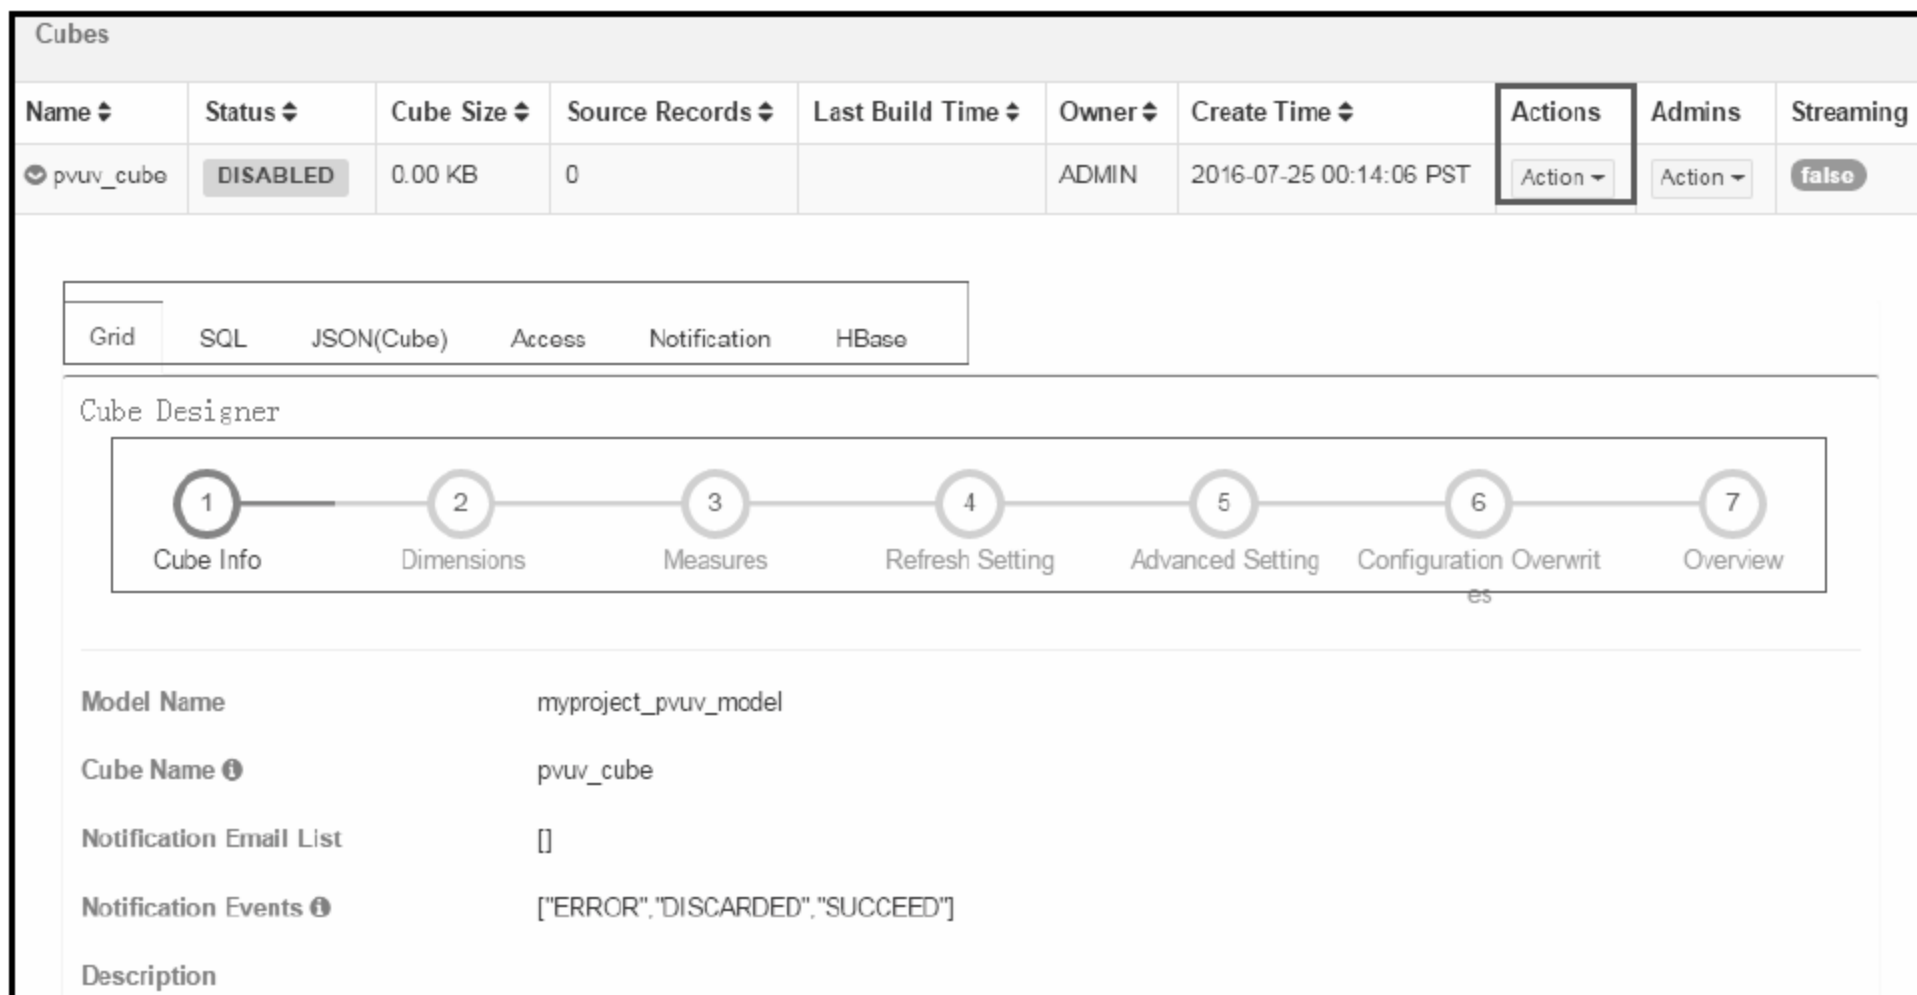 Cubes
Name Status Cube Size Source Records Last Build Time Owner Create Time Actions Admins Streaming
pvuv_cube DISABLED 0.00 KB 0 ADMIN 2016-07-25 00:14:06 PST Action Action false
Grid SQL JSON(Cube) Access Notification HBase
Cube Designer
1 2 3 4 5 6 7
Cube Info Dimensions Measures Refresh Setting Advanced Setting Configuration Overwrit Overview
es
Model Name myproject_pvuv_model
Cube Name pvuv_cube
Notification Email List []
Notification Events ["ERROR","DISCARDED","SUCCEED"]
Description